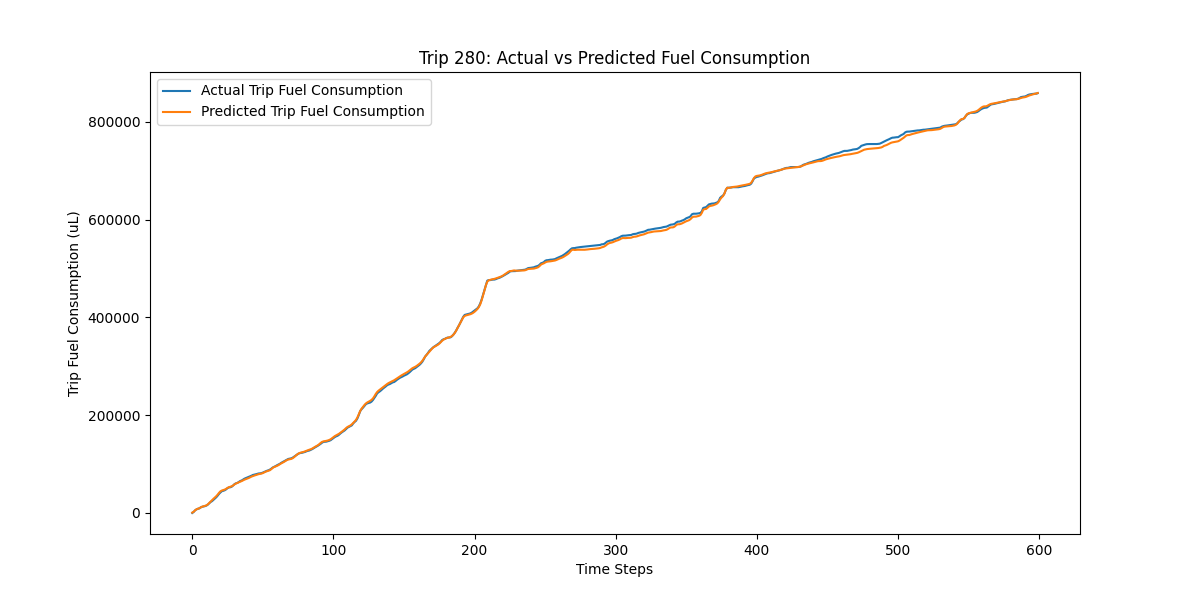 Trip 280: Actual vs Predicted Fuel Consumption
Actual Trip Fuel Consumption
Predicted Trip Fuel Consumption
Trip Fuel Consumption (uL)
800000
600000
400000
200000
0
0 100 200 300 400 500 600
Time Steps